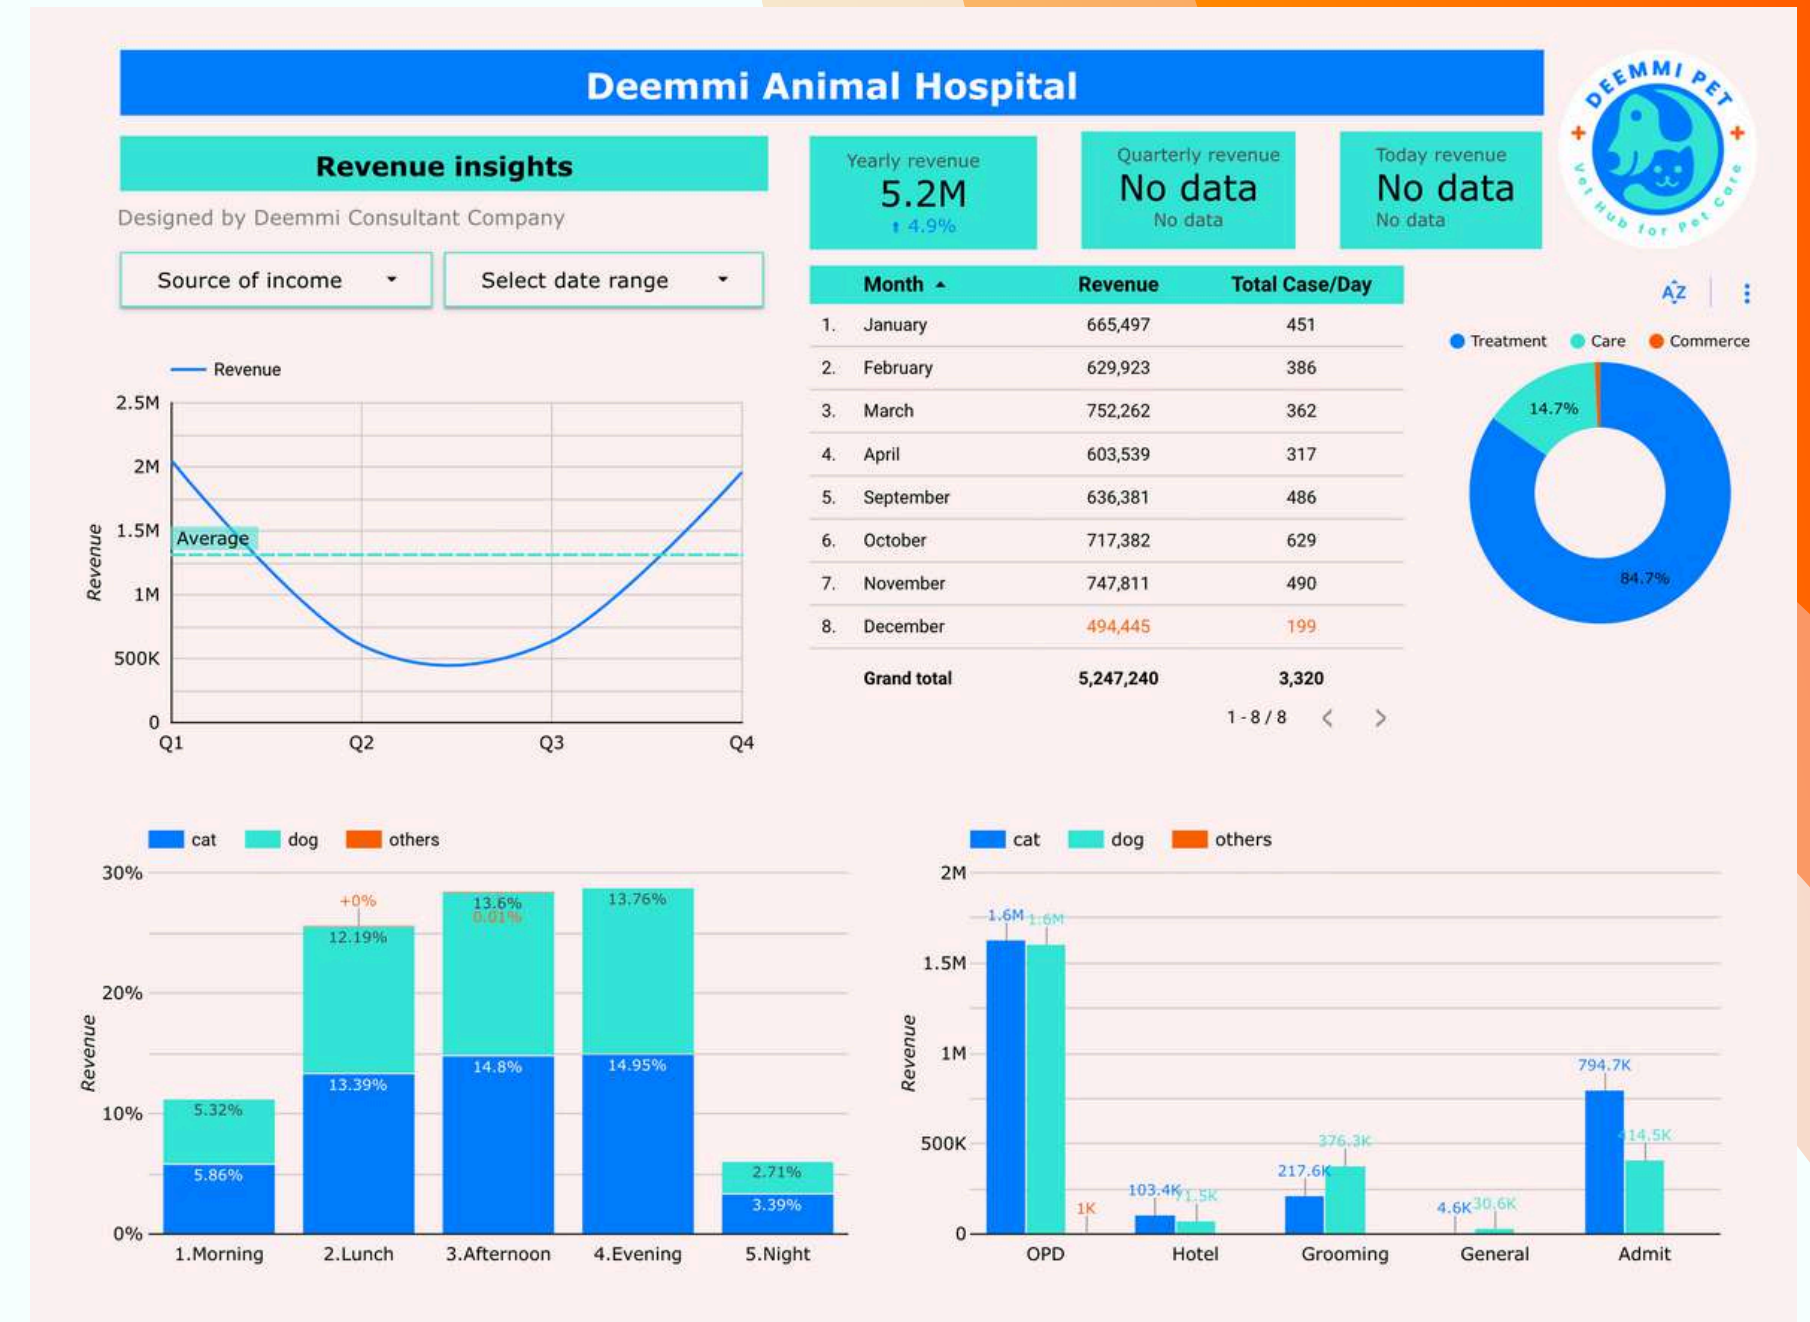 Deemmi Animal Hospital
DEEMMI PET
Vet Hub for Pet Care
Revenue insights
Designed by Deemmi Consultant Company
Source of income
Select date range
Yearly revenue
5.2M
4.9%
Quarterly revenue
No data
No data
Today revenue
No data
No data
Month Revenue Total Case/Day
1. January 665,497 451
2. February 629,923 386
3. March 752,262 362
4. April 603,539 317
5. September 636,381 486
6. October 717,382 629
7. November 747,811 490
8. December 494,445 199
Grand total 5,247,240 3,320
1 - 8 / 8
AZ
Treatment Care Commerce
14.7%
84.7%
Revenue
2.5M
2M
1.5M
1M
500K
0
Revenue
Average
Q1 Q2 Q3 Q4
cat dog others
30%
20%
10%
0%
Revenue
+0%
12.19%
13.6%
0.01%
13.76%
13.39%
14.8%
14.95%
5.32%
5.86%
2.71%
3.39%
1.Morning 2.Lunch 3.Afternoon 4.Evening 5.Night
cat dog others
2M
1.5M
1M
500K
0
Revenue
1.6M 1.6M
1K
103.4K 71.5K
217.6K 376.3K
4.6K 30.6K
794.7K 414.5K
OPD Hotel Grooming General Admit